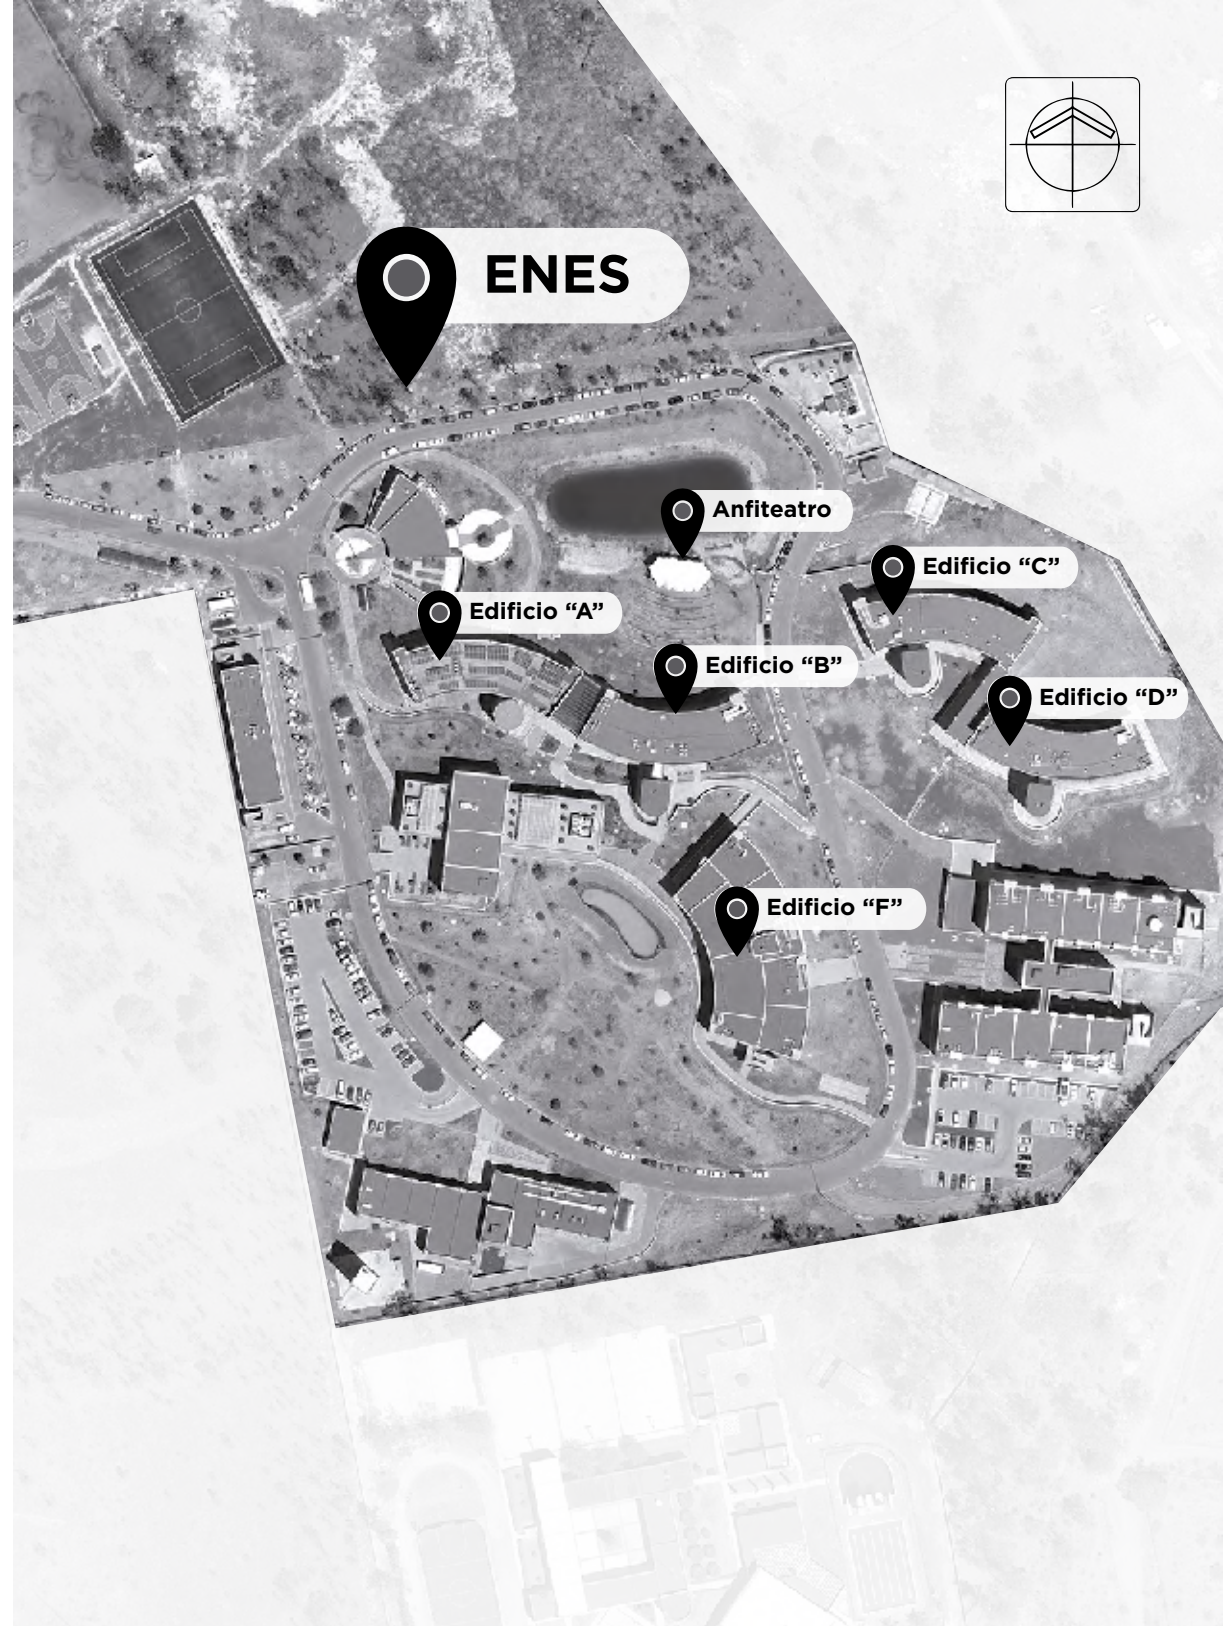 ENES
Anfiteatro
Edificio “C”
Edificio “A”
Edificio “B”
Edificio “D”
Edificio “F”